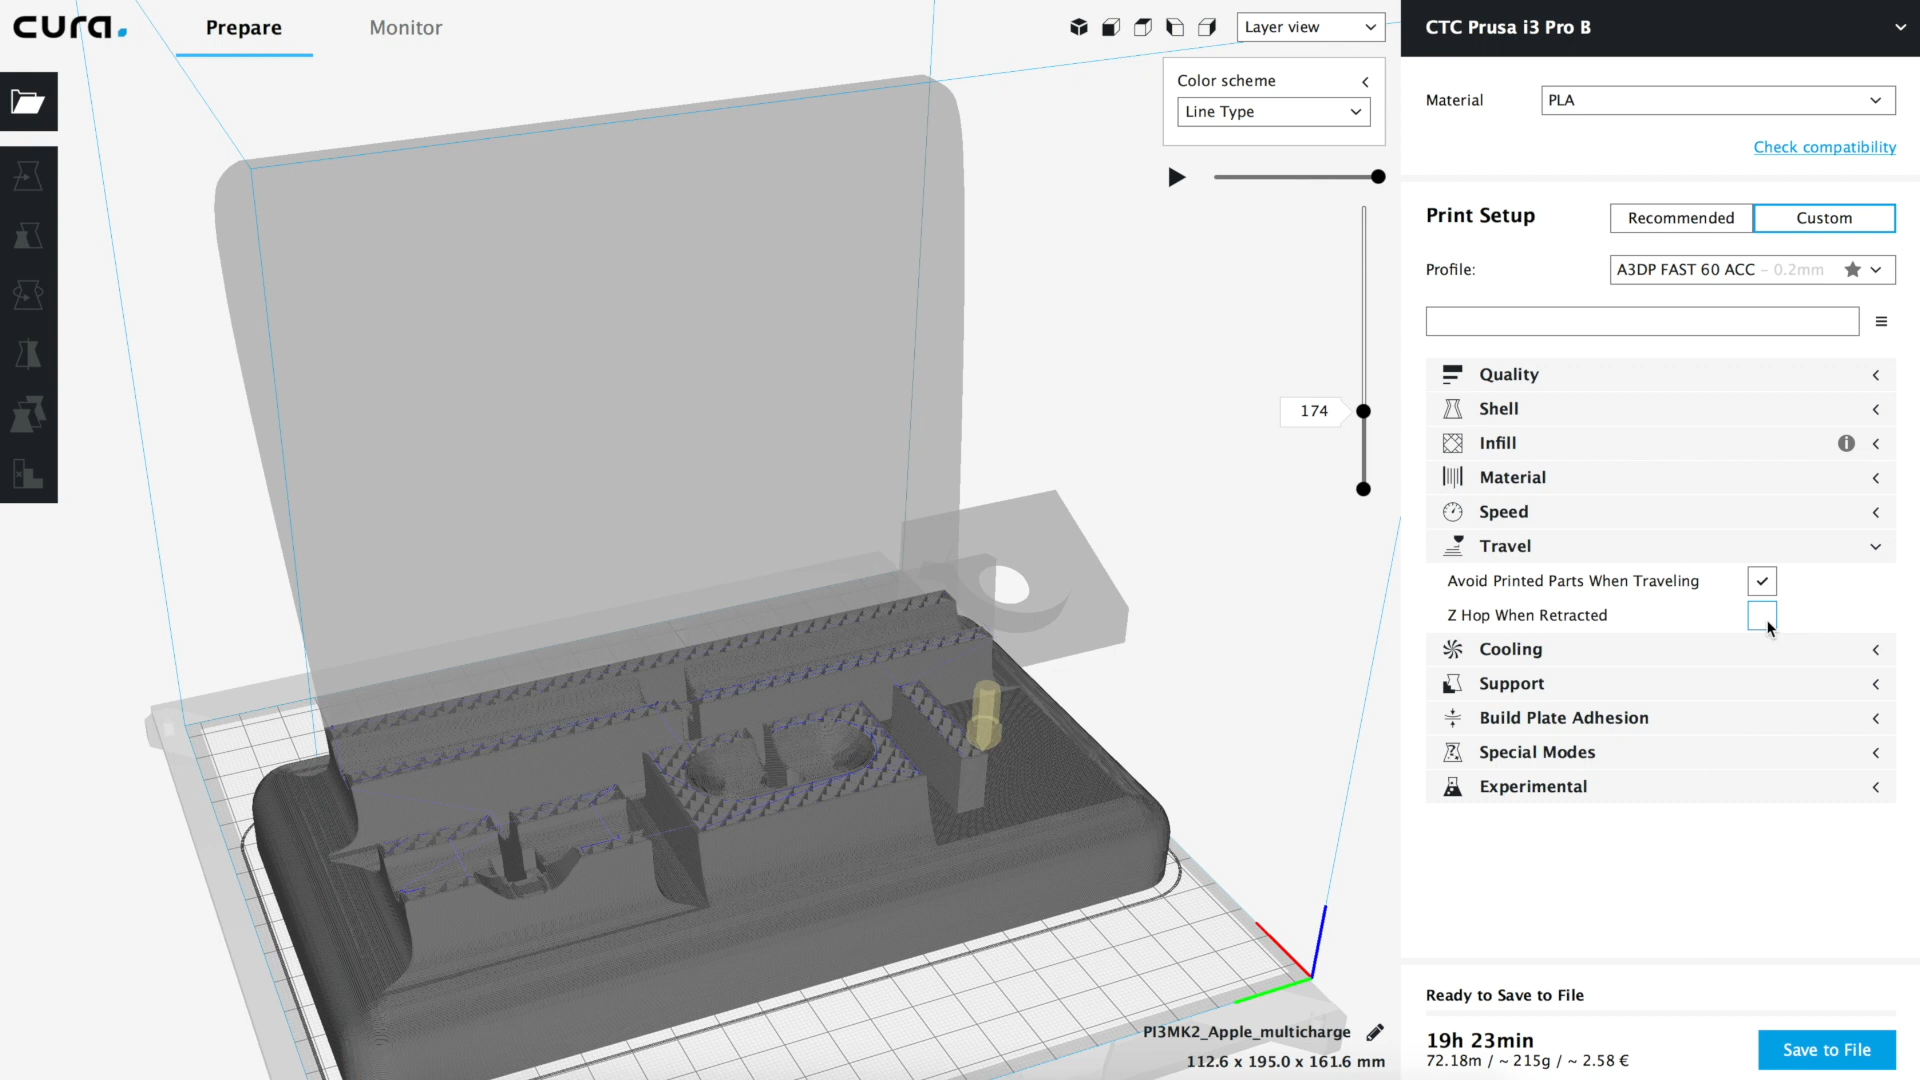 cura.
Prepare
Monitor
Layer view
Color scheme
Line Type
174
CTC Prusa i3 Pro B
Material
PLA
Check compatibility
Print Setup
Recommended
Custom
Profile:
A3DP FAST 60 ACC - 0.2mm
Quality
Shell
Infill
Material
Speed
Travel
Avoid Printed Parts When Traveling
Z Hop When Retracted
Cooling
Support
Build Plate Adhesion
Special Modes
Experimental
PI3MK2_Apple_multicharge
112.6 x 195.0 x 161.6 mm
Ready to Save to File
19h 23min
72.18m / ~ 215g / ~ 2.58 €
Save to File